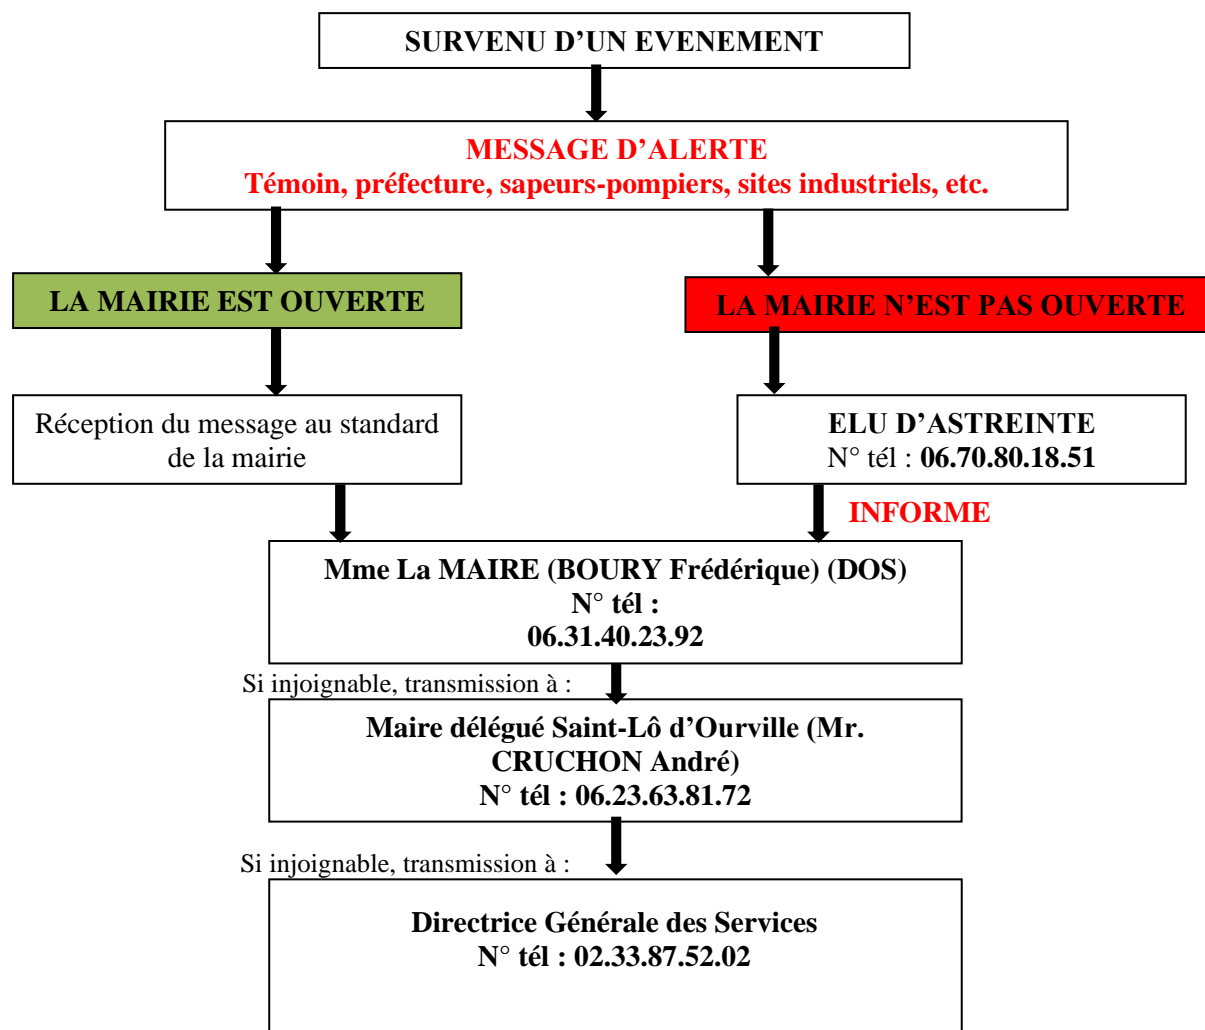 SURVENU D’UN EVENEMENT
MESSAGE D’ALERTE
Témoin, préfecture, sapeurs-pompiers, sites industriels, etc.
LA MAIRIE EST OUVERTE
LA MAIRIE N’EST PAS OUVERTE
Réception du message au standard
de la mairie
ELU D’ASTREINTE
N° tél : 06.70.80.18.51
INFORME
Mme La MAIRE (BOURY Frédérique) (DOS)
N° tél :
06.31.40.23.92
Si injoignable, transmission à :
Maire délégué Saint-Lô d’Ourville (Mr.
CRUCHON André)
N° tél : 06.23.63.81.72
Si injoignable, transmission à :
Directrice Générale des Services
N° tél : 02.33.87.52.02